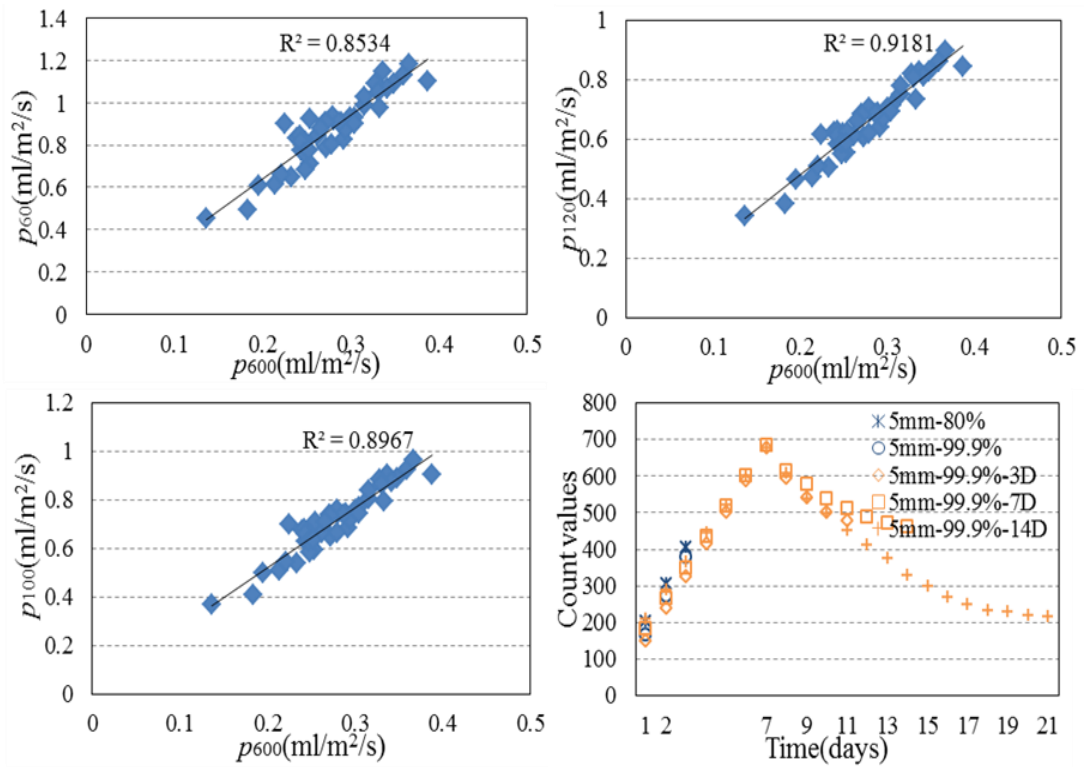 R² = 0.8534
1.4
1.2
1
0.8
0.6
0.4
0.2
0
p60(ml/m²/s)
0 0.1 0.2 0.3 0.4 0.5
p600(ml/m²/s)
R² = 0.9181
1
0.8
0.6
0.4
0.2
0
p120(ml/m²/s)
0 0.1 0.2 0.3 0.4 0.5
p600(ml/m²/s)
R² = 0.8967
1.2
1
0.8
0.6
0.4
0.2
0
p100(ml/m²/s)
0 0.1 0.2 0.3 0.4 0.5
p600(ml/m²/s)
800
700
600
500
400
300
200
100
0
Count values
5mm-80%
5mm-99.9%
5mm-99.9%-3D
5mm-99.9%-7D
5mm-99.9%-14D
1 2 7 9 11 13 15 17 19 21
Time(days)